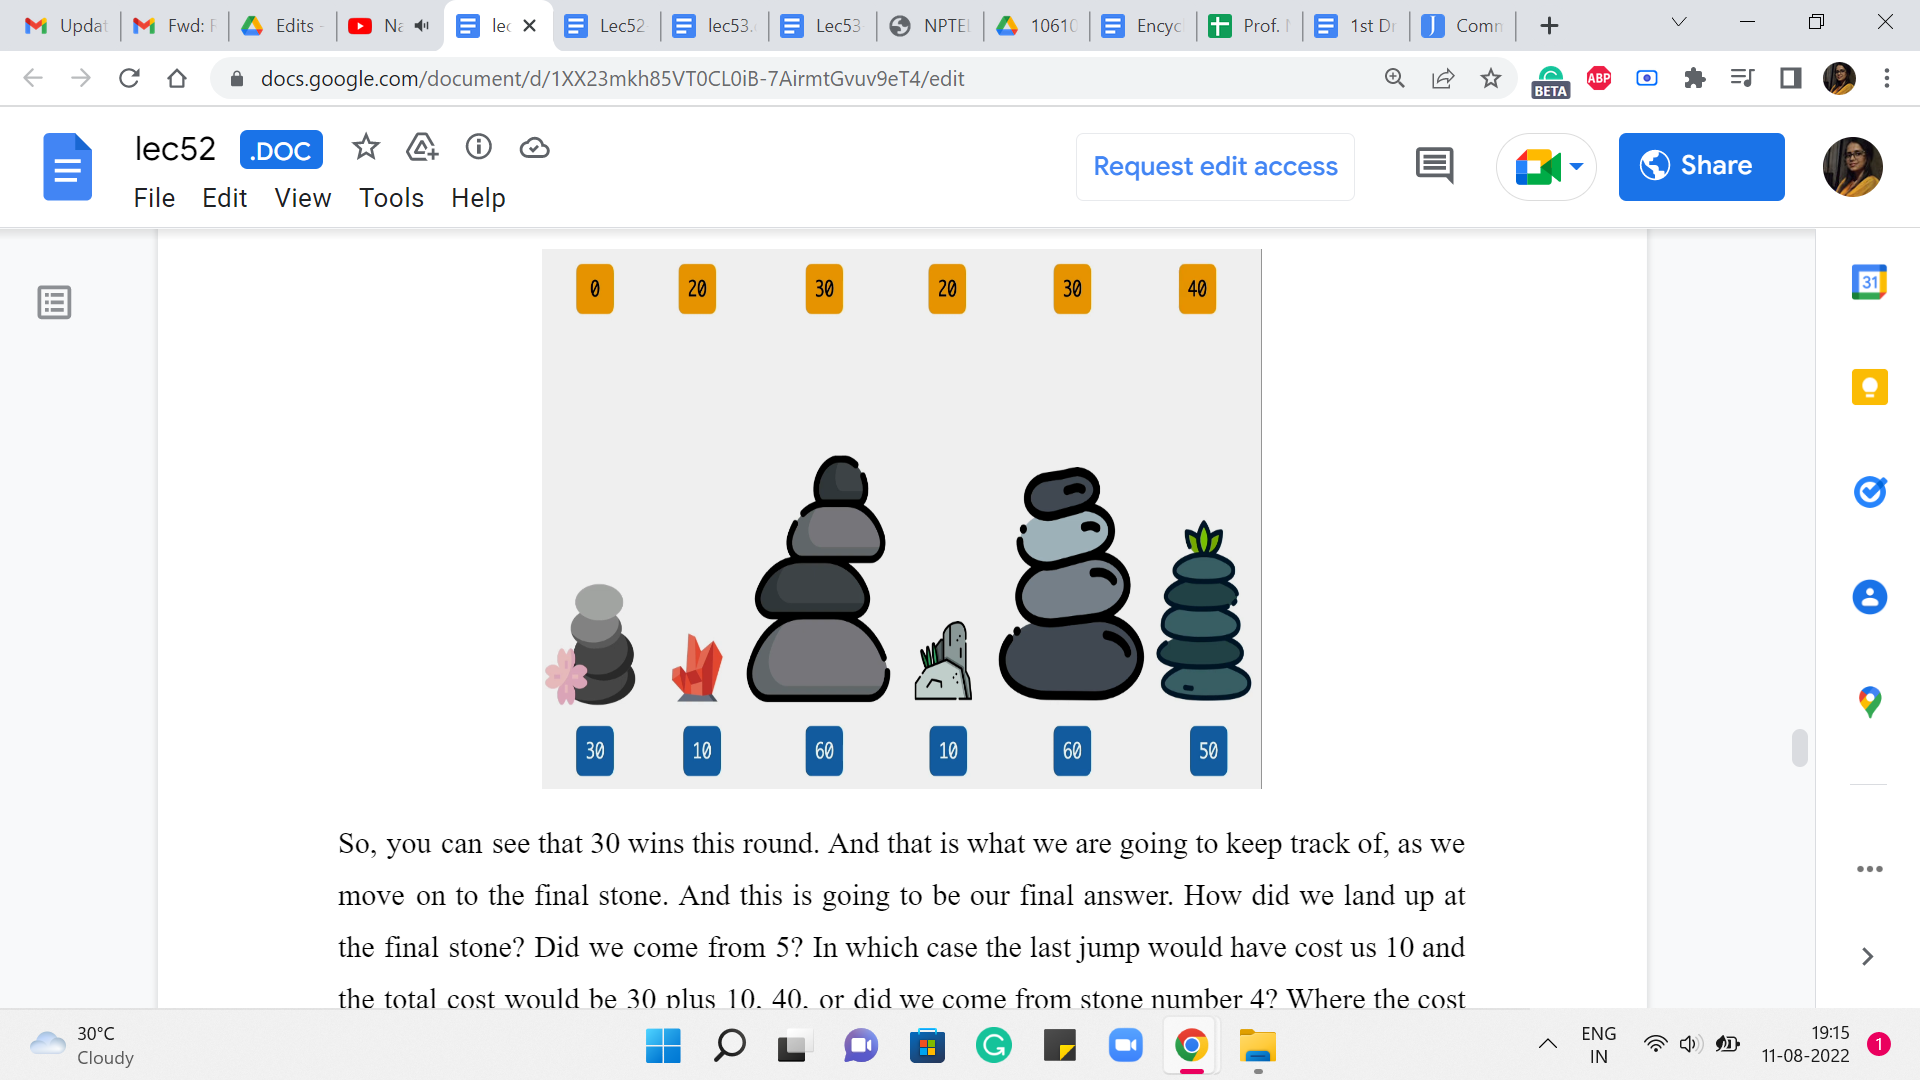 Updat
Fwd: F
Edits -
Na
lec
Lec52
lec53.
Lec53
NPTEL
10610
Encyc
Prof.
1st Dr
Comm
docs.google.com/document/d/1XX23mkh85VT0CL0iB-7AirmtGvuv9eT4/edit
ABP
BETA
lec52
.DOC
Request edit access
Share
File Edit View Tools Help
31
0 20 30 20 30 40
30 10 60 10 60 50
So, you can see that 30 wins this round. And that is what we are going to keep track of, as we
move on to the final stone. And this is going to be our final answer. How did we land up at
the final stone? Did we come from 5? In which case the last jump would have cost us 10 and
the total cost would be 30 plus 10, 40, or did we come from stone number 4? Where the cost
30°C
Cloudy
ENG
IN
19:15
11-08-2022
1